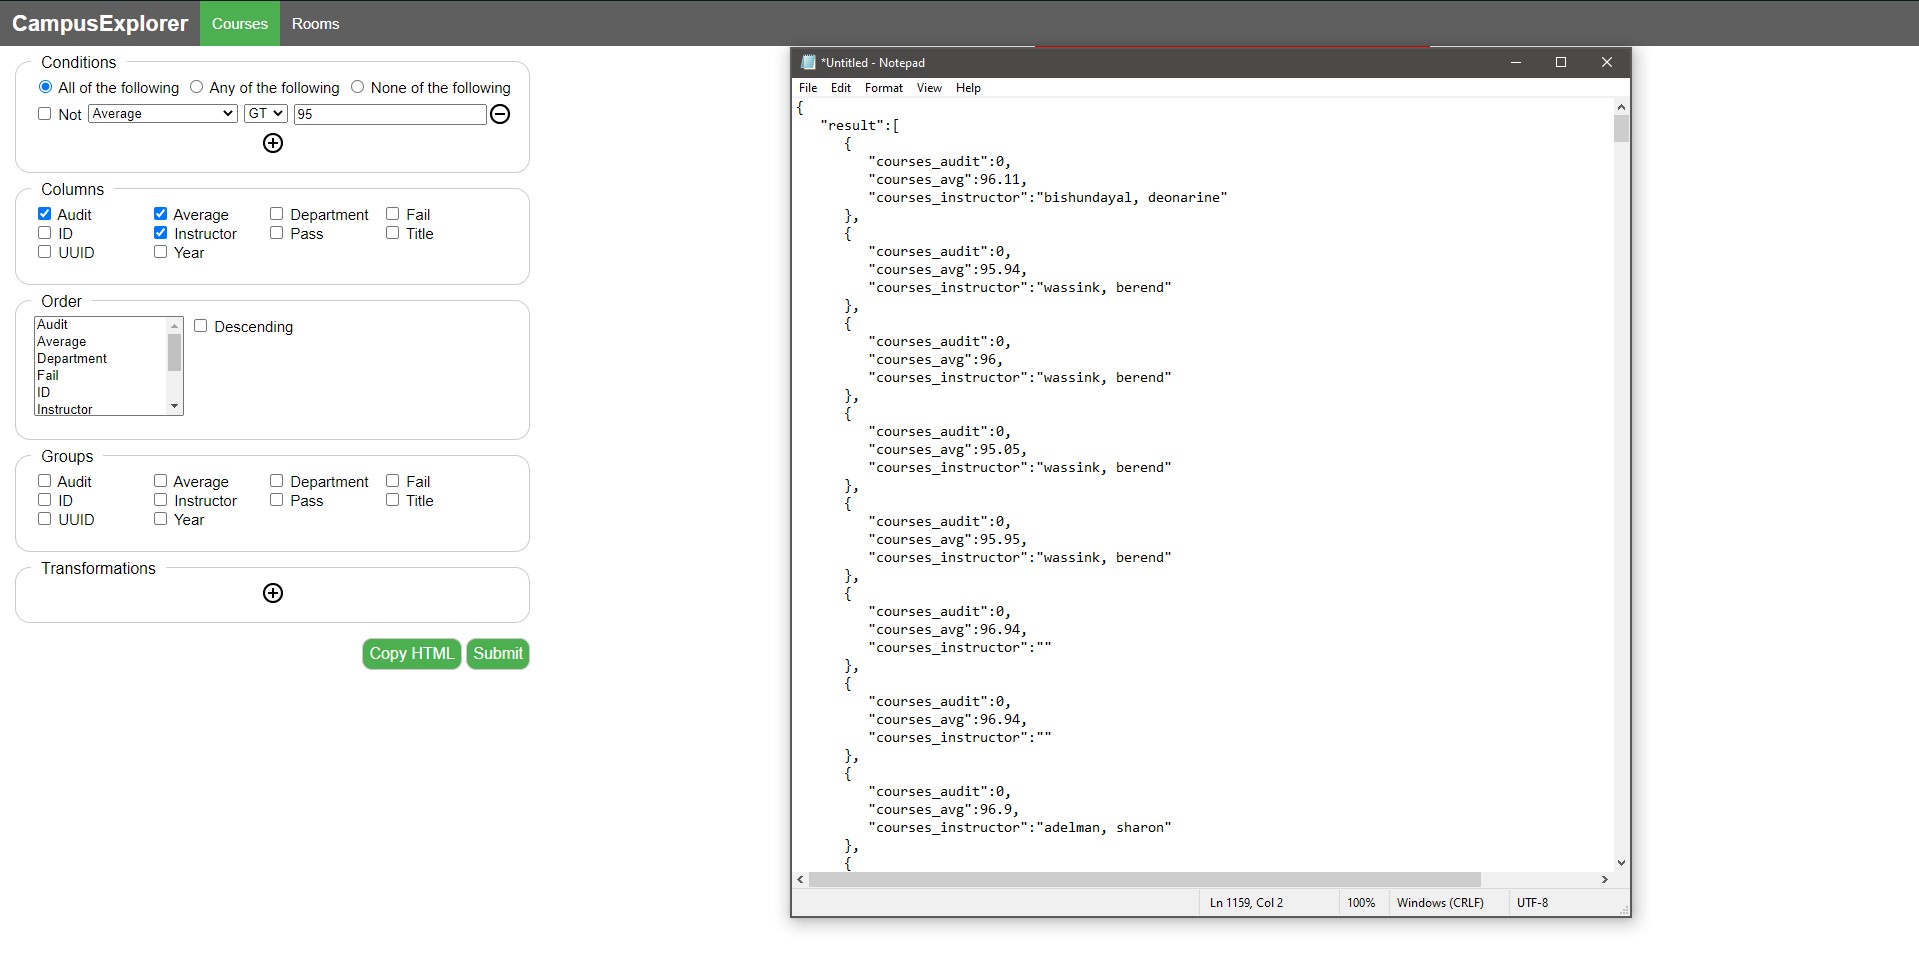 CampusExplorer Courses Rooms
Conditions
All of the following Any of the following None of the following
Not Average GT 95
Columns
Audit Average Department Fail
ID Instructor Pass Title
UUID Year
Order
Audit
Average
Department
Fail
ID
Instructor
Descending
Groups
Audit Average Department Fail
ID Instructor Pass Title
UUID Year
Transformations
Copy HTML Submit
*Untitled - Notepad
File Edit Format View Help
{
"result":[
{
"courses_audit":0,
"courses_avg":96.11,
"courses_instructor":"bishundayal, deonarine"
},
{
"courses_audit":0,
"courses_avg":95.94,
"courses_instructor":"wassink, berend"
},
{
"courses_audit":0,
"courses_avg":96,
"courses_instructor":"wassink, berend"
},
{
"courses_audit":0,
"courses_avg":95.05,
"courses_instructor":"wassink, berend"
},
{
"courses_audit":0,
"courses_avg":95.95,
"courses_instructor":"wassink, berend"
},
{
"courses_audit":0,
"courses_avg":96.94,
"courses_instructor":""
},
{
"courses_audit":0,
"courses_avg":96.94,
"courses_instructor":""
},
{
"courses_audit":0,
"courses_avg":96.9,
"courses_instructor":"adelman, sharon"
},
{
Ln 1159, Col 2 100% Windows (CRLF) UTF-8